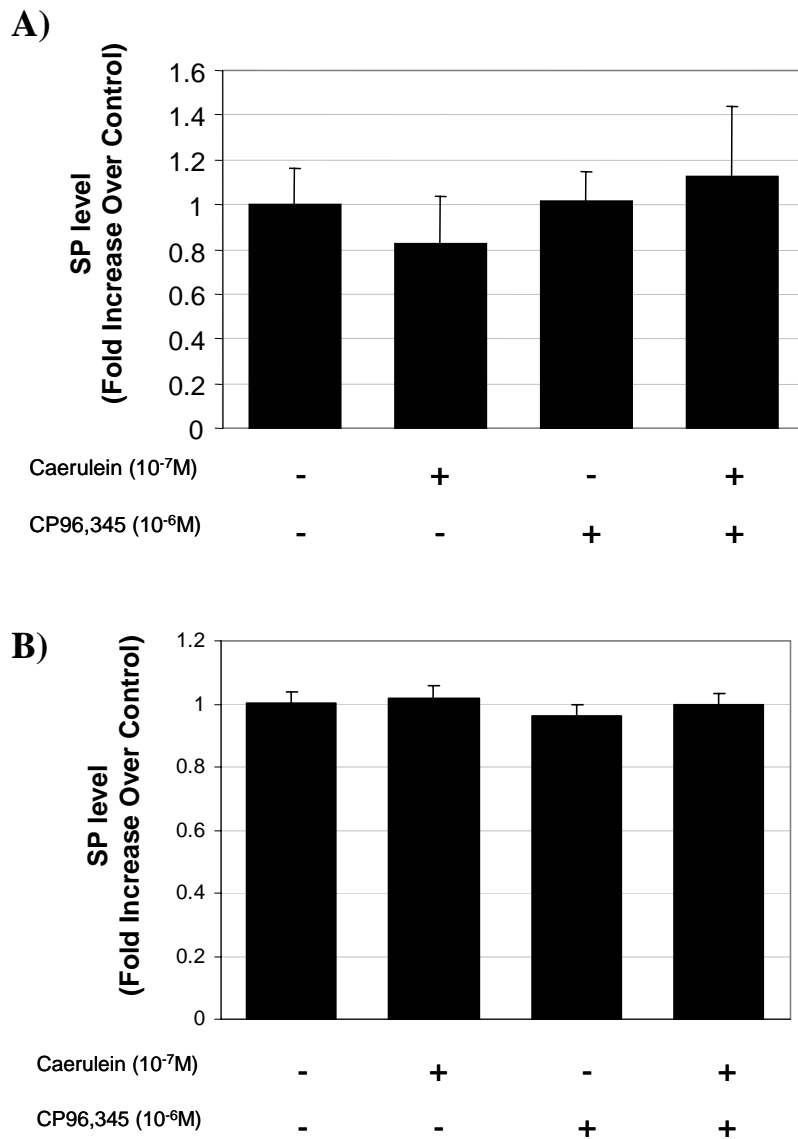 A)
SP level
(Fold Increase Over Control)
1.6
1.4
1.2
1
0.8
0.6
0.4
0.2
0
Caerulein (10⁻⁷M) - + - +
CP96,345 (10⁻⁶M) - - + +
B)
SP level
(Fold Increase Over Control)
1.2
1
0.8
0.6
0.4
0.2
0
Caerulein (10⁻⁷M) - + - +
CP96,345 (10⁻⁶M) - - + +